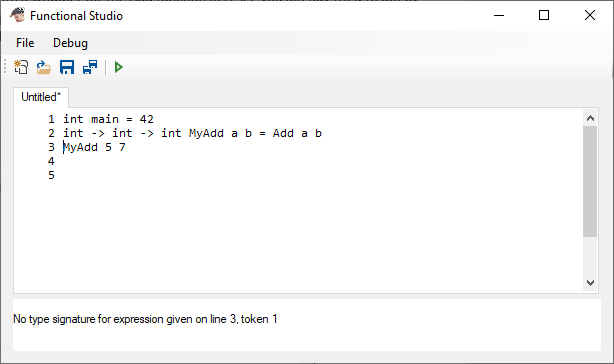 Functional Studio
File Debug
Untitled*
1 int main = 42
2 int -> int -> int MyAdd a b = Add a b
3 MyAdd 5 7
4
5
No type signature for expression given on line 3, token 1